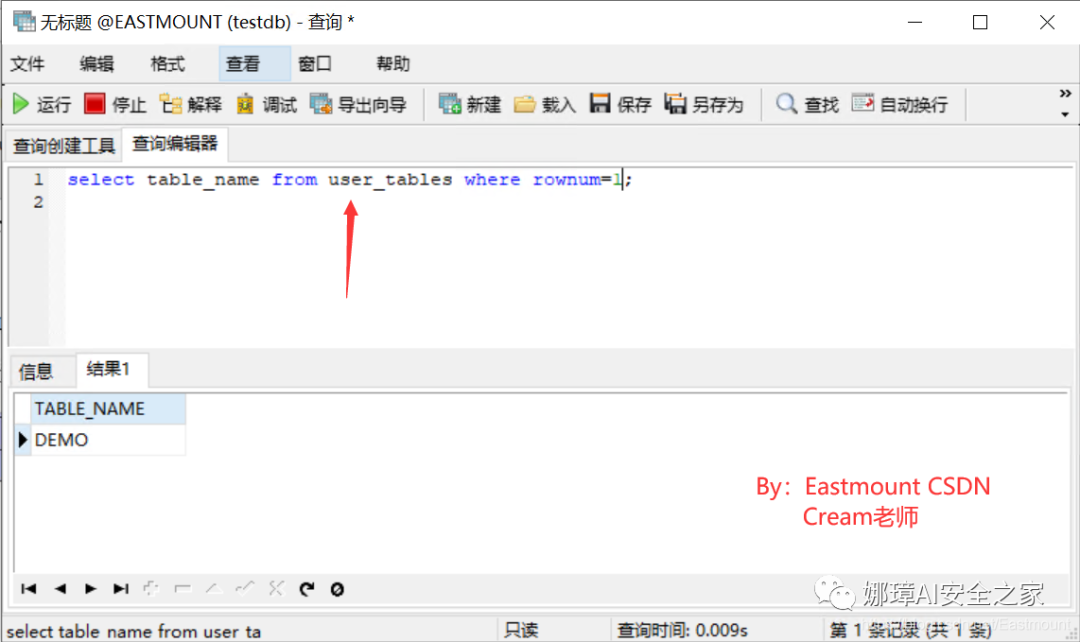 无标题 @EASTMOUNT (testdb) - 查询 *
文件 编辑 格式 查看 窗口 帮助
运行 停止 解释 调试 导出向导 新建 载入 保存 另存为 查找 自动换行 »
查询创建工具 查询编辑器
1 select table_name from user_tables where rownum=1;
2
信息 结果1
TABLE_NAME
DEMO
By：Eastmount CSDN
Cream老师
娜璋AI安全之家
select table name from user ta 只读 查询时间: 0.009s 第 1 条记录 (共 1 条)